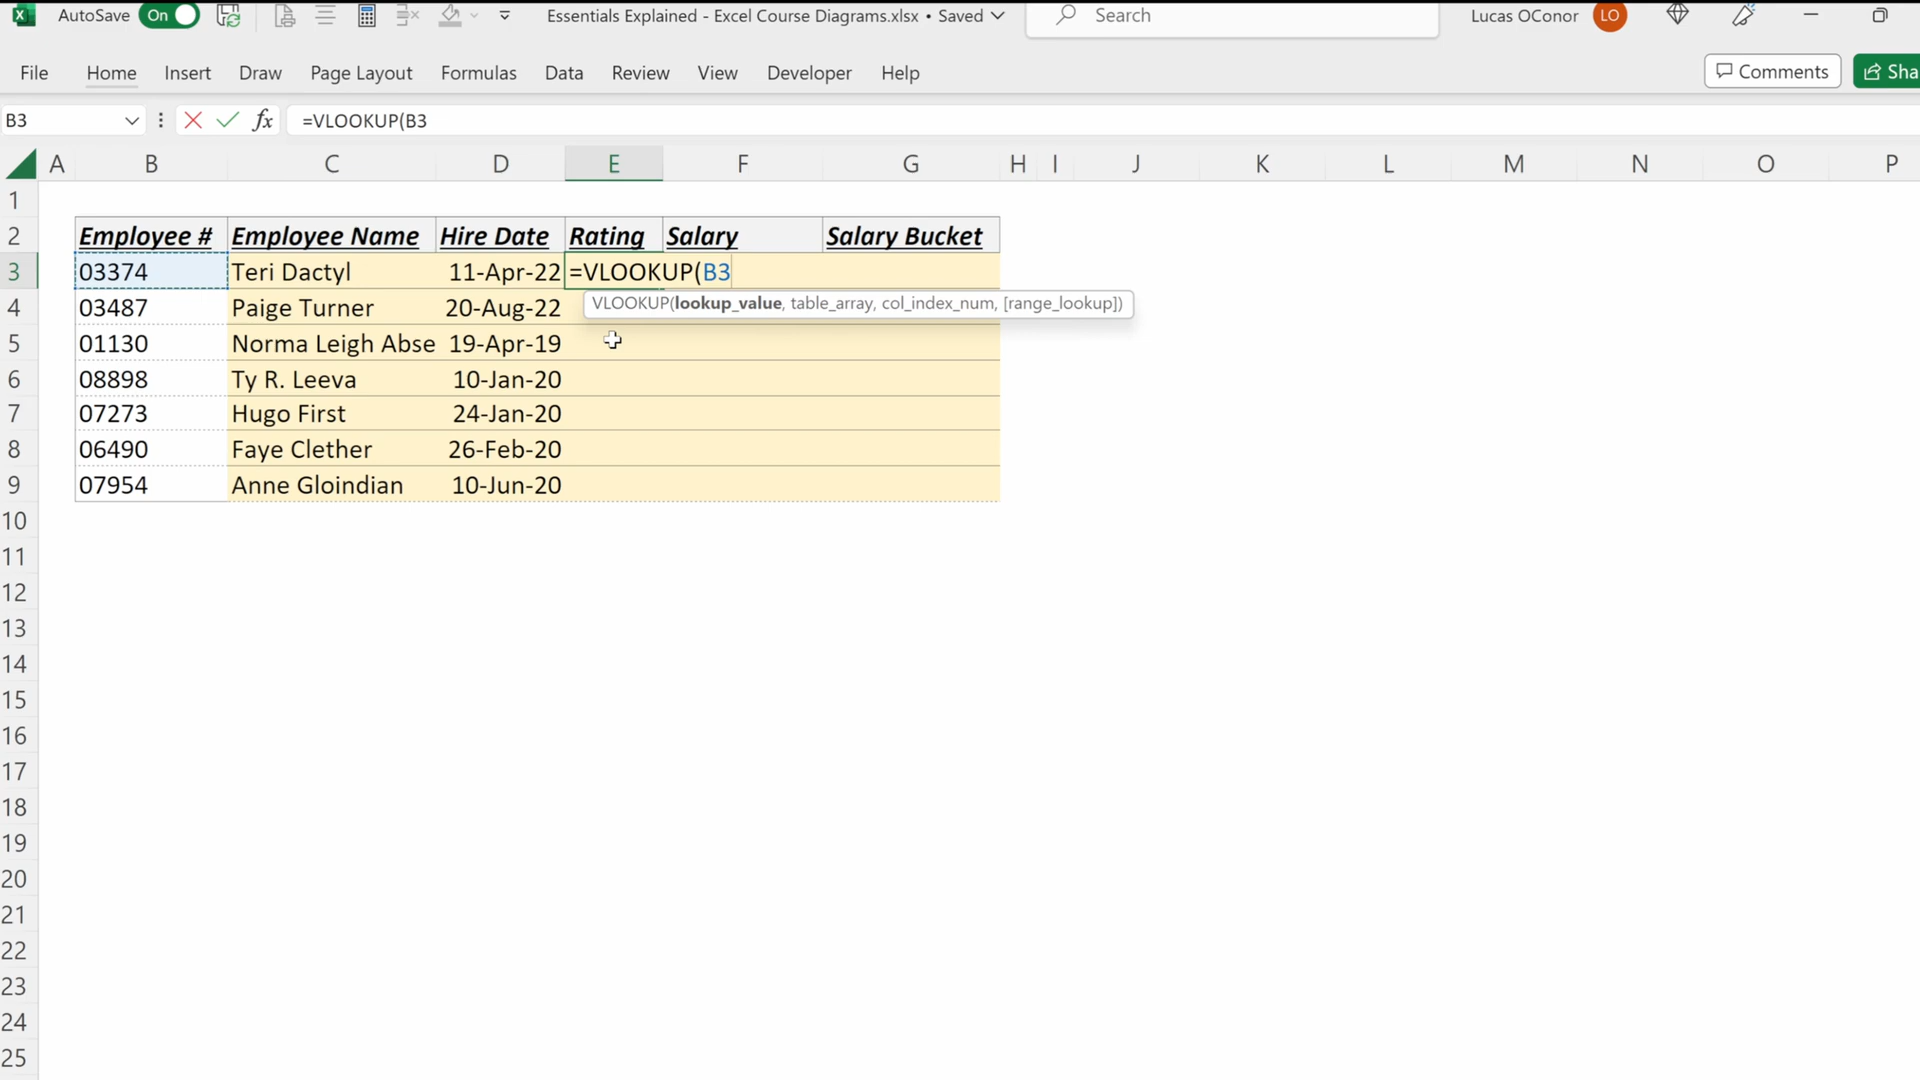 AutoSave On Essentials Explained - Excel Course Diagrams.xlsx • Saved Search Lucas OConor LO
File Home Insert Draw Page Layout Formulas Data Review View Developer Help Comments Sha
B3 fx =VLOOKUP(B3
A B C D E F G H I J K L M N O P
1
2 Employee # Employee Name Hire Date Rating Salary Salary Bucket
3 03374 Teri Dactyl 11-Apr-22 =VLOOKUP(B3
VLOOKUP(lookup_value, table_array, col_index_num, [range_lookup])
4 03487 Paige Turner 20-Aug-22
5 01130 Norma Leigh Abse 19-Apr-19
6 08898 Ty R. Leeva 10-Jan-20
7 07273 Hugo First 24-Jan-20
8 06490 Faye Clether 26-Feb-20
9 07954 Anne Gloindian 10-Jun-20
10
11
12
13
14
15
16
17
18
19
20
21
22
23
24
25